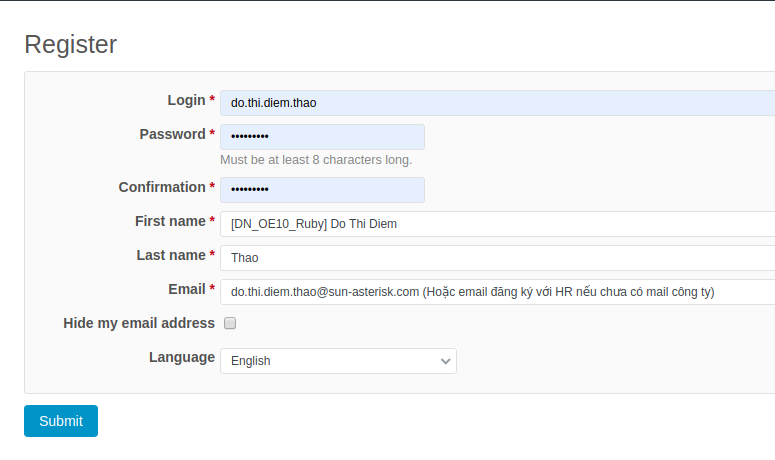 Register
Login * do.thi.diem.thao
Password * •••••••••
Must be at least 8 characters long.
Confirmation * •••••••••
First name * [DN_OE10_Ruby] Do Thi Diem
Last name * Thao
Email * do.thi.diem.thao@sun-asterisk.com (Hoặc email đăng ký với HR nếu chưa có mail công ty)
Hide my email address
Language English
Submit